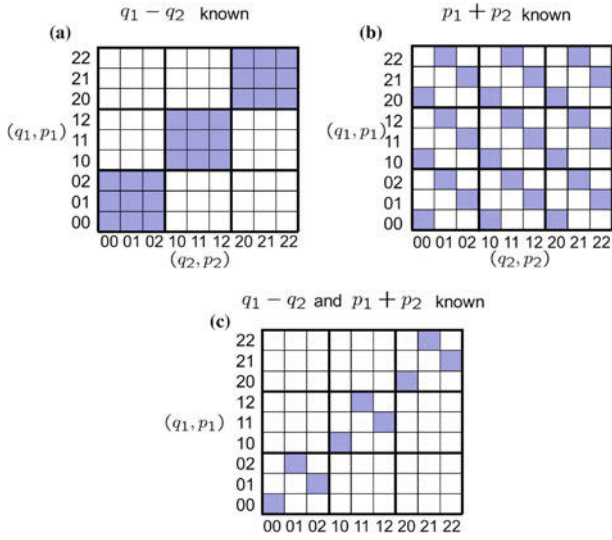 q₁ − q₂ known
p₁ + p₂ known
(a)
(b)
22
21
20
12
11
10
02
01
00
(q₁, p₁)
00 01 02 10 11 12 20 21 22
(q₂, p₂)
22
21
20
12
11
10
02
01
00
(q₁, p₁)
00 01 02 10 11 12 20 21 22
(q₂, p₂)
q₁ − q₂ and p₁ + p₂ known
(c)
22
21
20
12
11
10
02
01
00
(q₁, p₁)
00 01 02 10 11 12 20 21 22